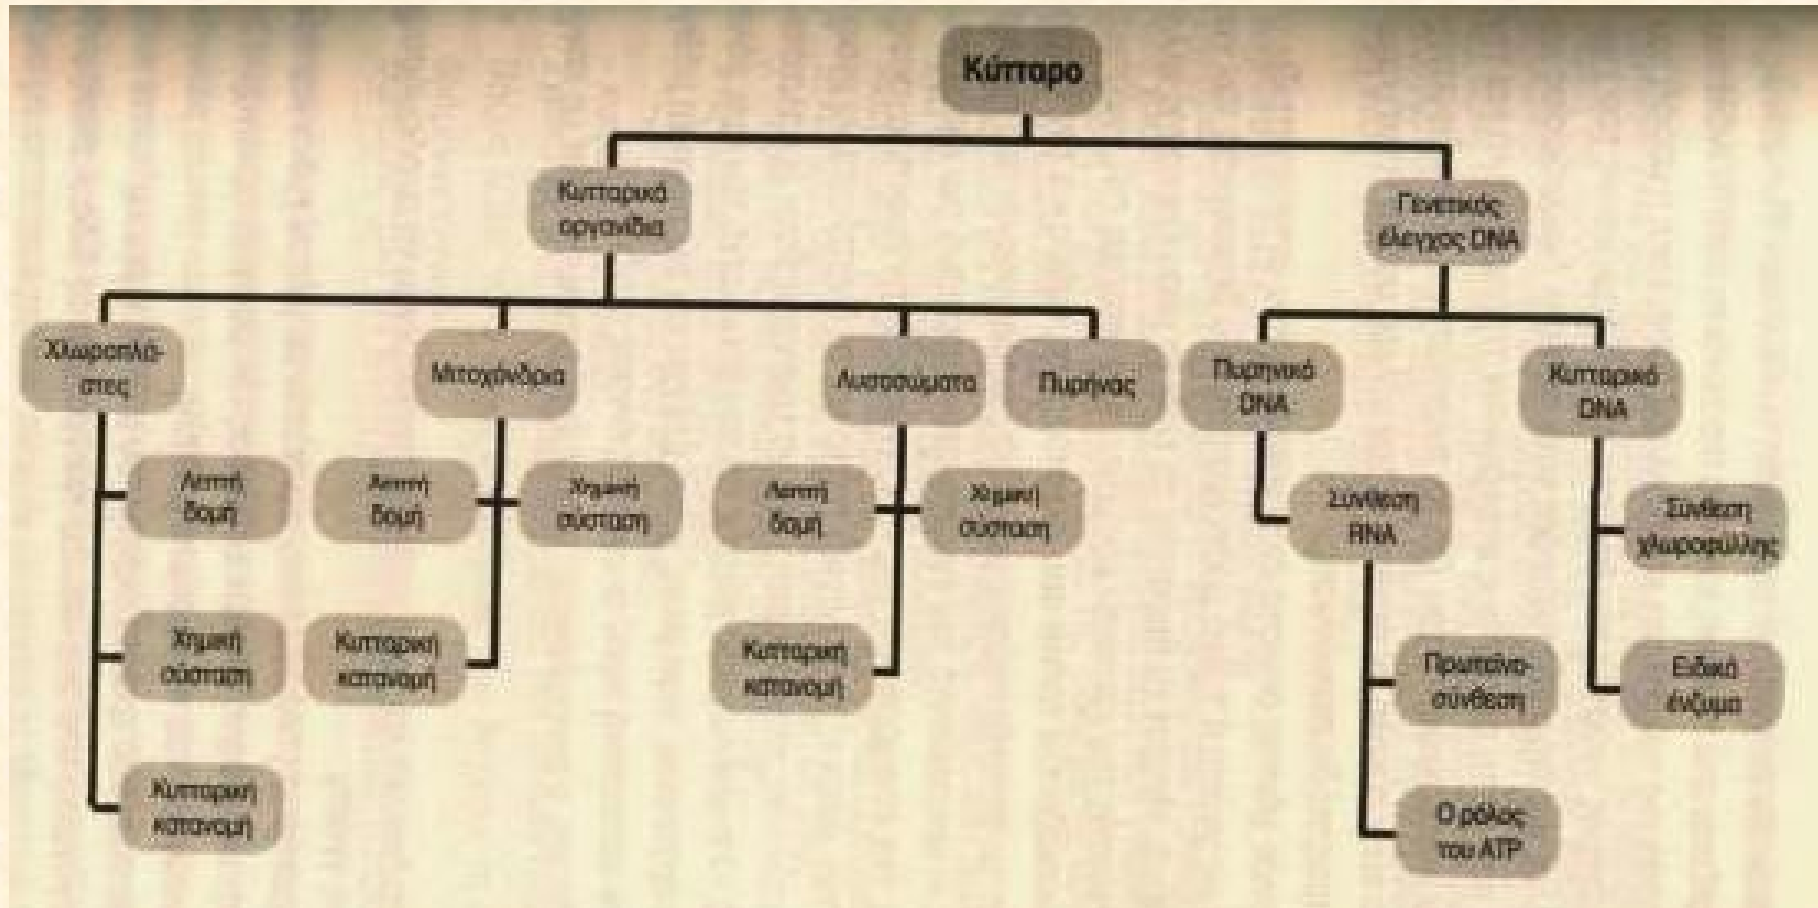 Κύτταρο
Κυτταρικά
οργανίδια
Γενετικός
έλεγχος DNA
Χλωροπλά-
στες
Μιτοχόνδρια
Λυσοσώματα
Πυρήνας
Πυρηνικό
DNA
Κυτταρικό
DNA
Λεπτή
δομή
Λεπτή
δομή
Χημική
σύσταση
Λεπτή
δομή
Χημική
σύσταση
Σύνθεση
RNA
Σύνθεση
χλωροφύλλης
Χημική
σύσταση
Κυτταρική
κατανομή
Κυτταρική
κατανομή
Πρωτεϊνο-
σύνθεση
Ειδικά
ένζυμα
Κυτταρική
κατανομή
Ο ρόλος
του ATP